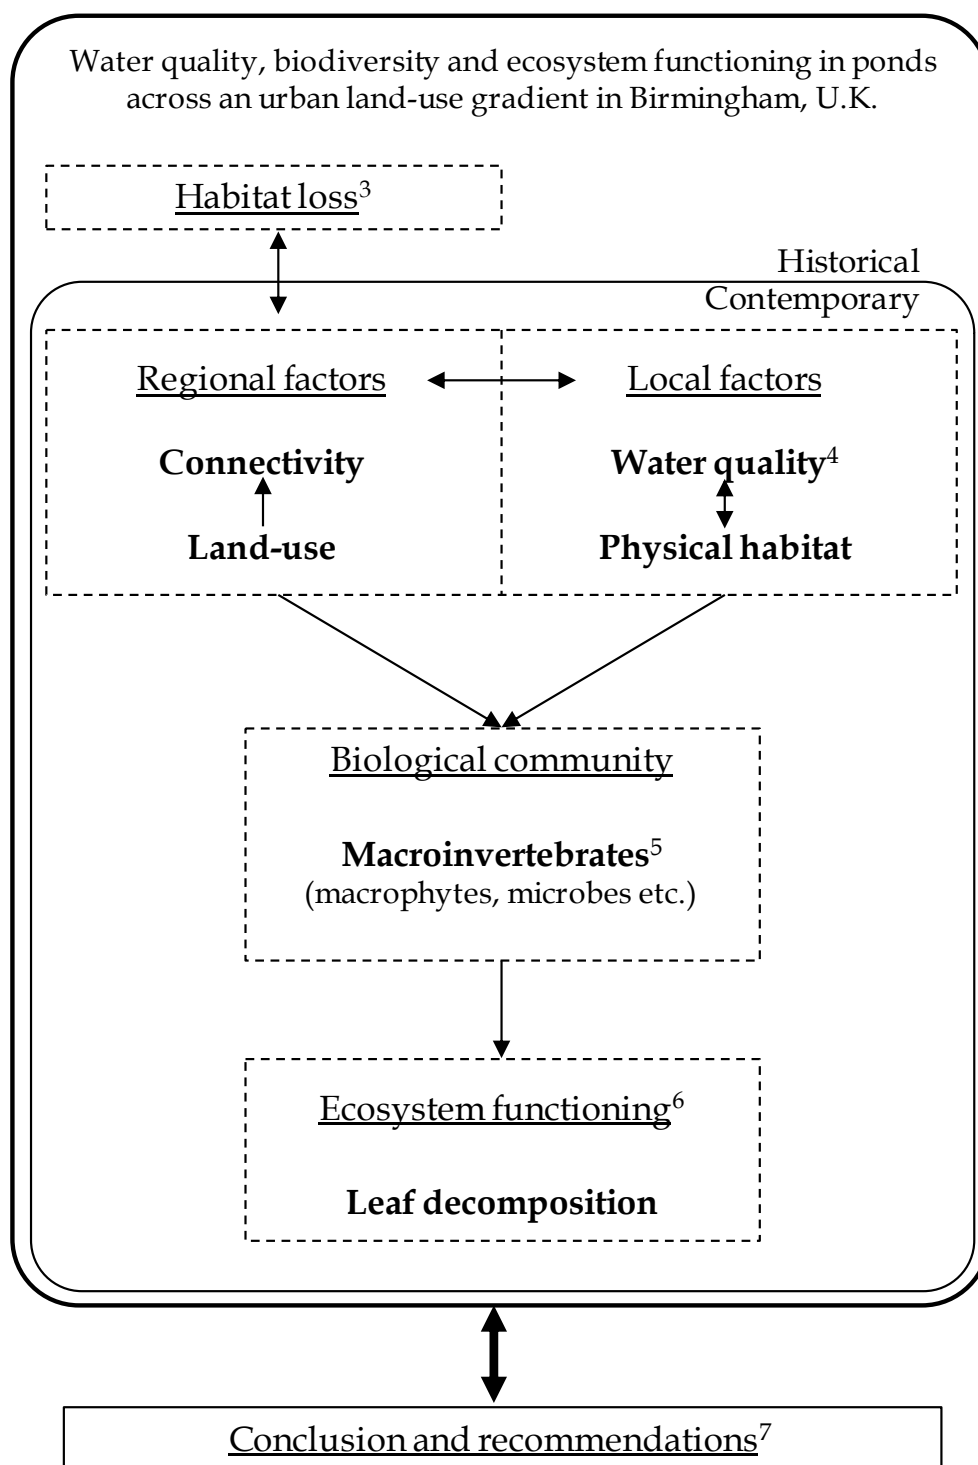 Water quality, biodiversity and ecosystem functioning in ponds
across an urban land-use gradient in Birmingham, U.K.
Habitat loss³
Historical
Contemporary
Regional factors
Local factors
Connectivity
Water quality⁴
Land-use
Physical habitat
Biological community
Macroinvertebrates⁵
(macrophytes, microbes etc.)
Ecosystem functioning⁶
Leaf decomposition
Conclusion and recommendations⁷